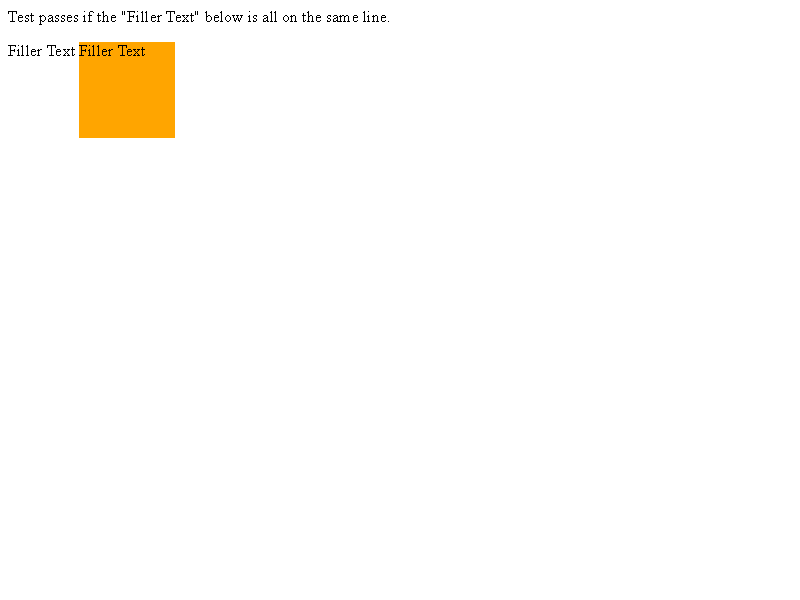 Test passes if the "Filler Text" below is all on the same line.
Filler Text Filler Text